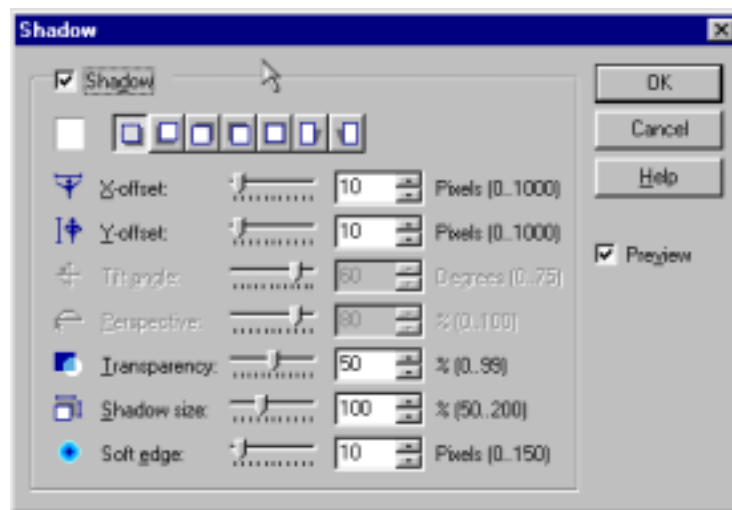 Shadow
Shadow
OK
Cancel
Help
X-offset: 10 Pixels (0..1000)
Y-offset: 10 Pixels (0..1000)
Tilt angle: 60 Degrees (0..75)
Perspective: 80 % (0..100)
Transparency: 50 % (0..99)
Shadow size: 100 % (50..200)
Soft edge: 10 Pixels (0..150)
Preview